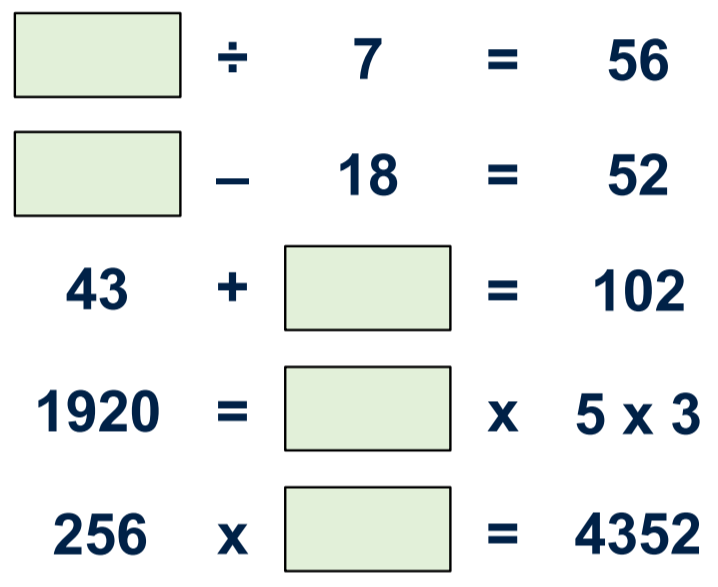 ÷ 7 = 56
– 18 = 52
43 + = 102
1920 = x 5 x 3
256 x = 4352